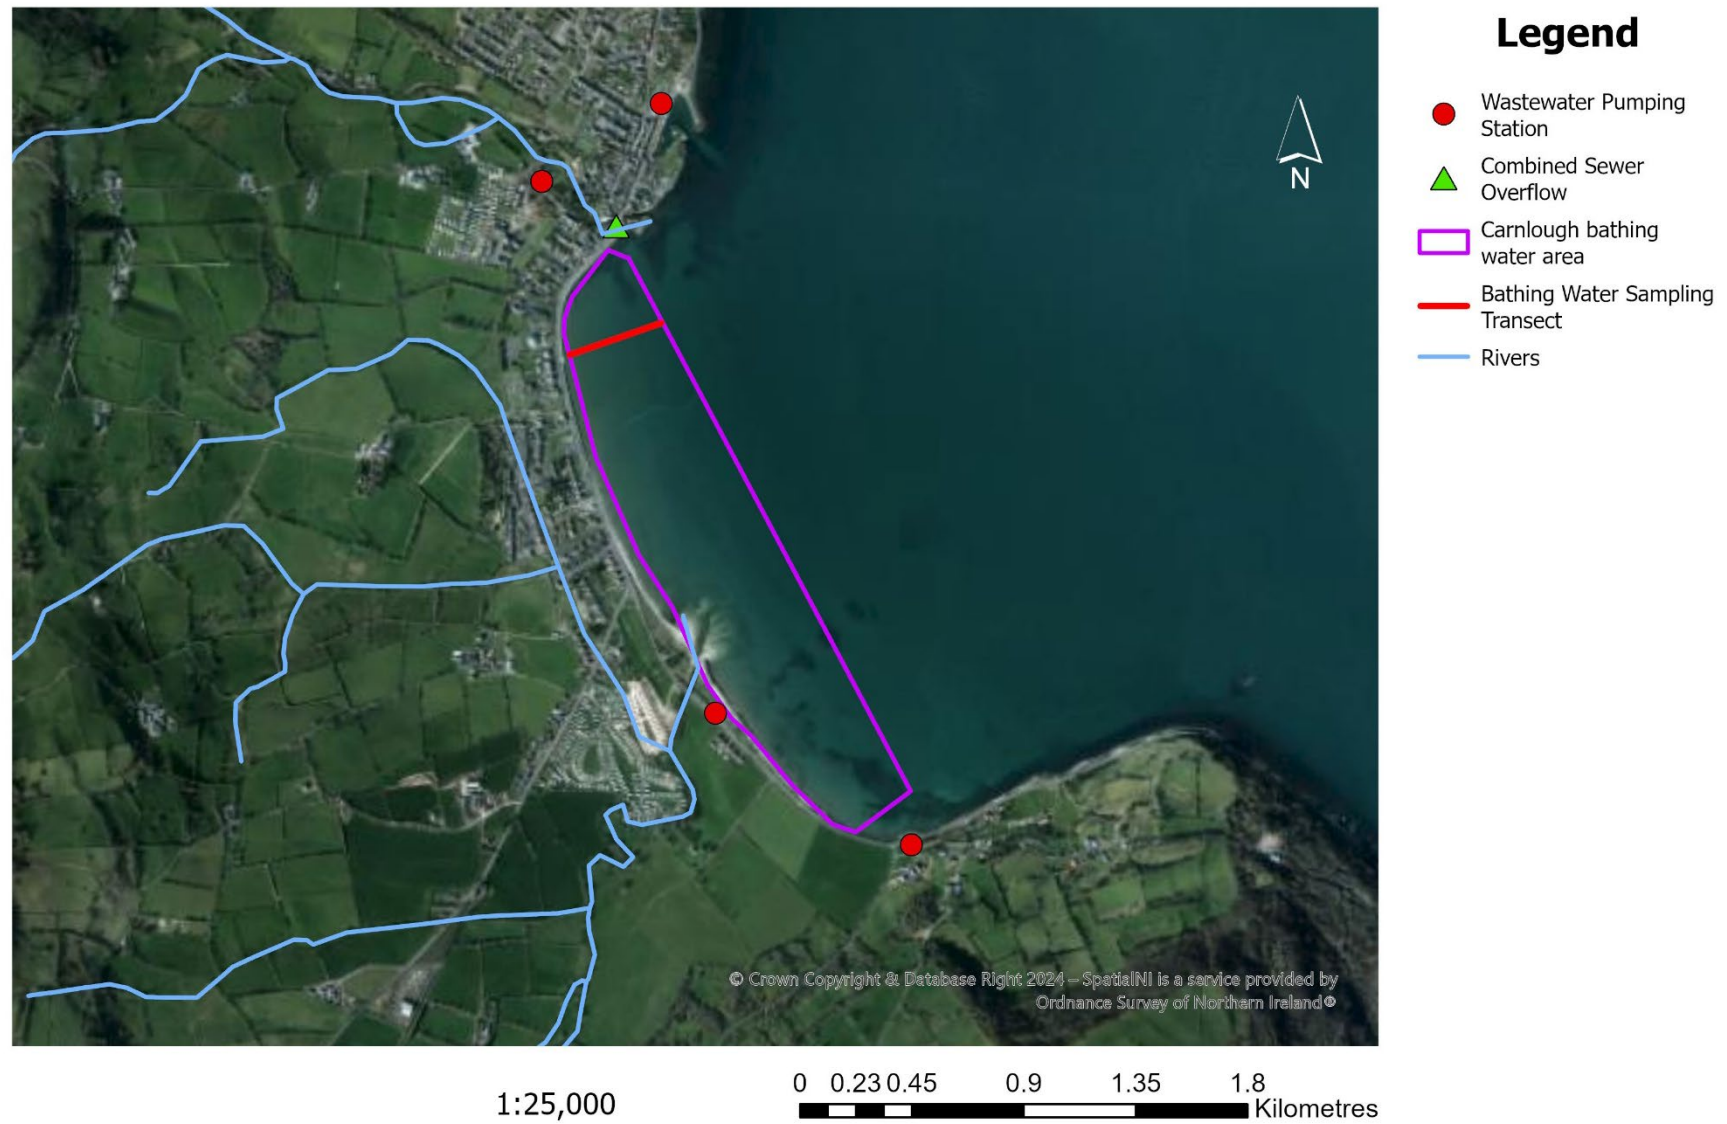 Legend
Wastewater Pumping
Station
Combined Sewer
Overflow
Carnlough bathing
water area
Bathing Water Sampling
Transect
Rivers
N
© Crown Copyright & Database Right 2024 – SpatialNI is a service provided by
Ordnance Survey of Northern Ireland®
1:25,000
0 0.23 0.45 0.9 1.35 1.8
Kilometres